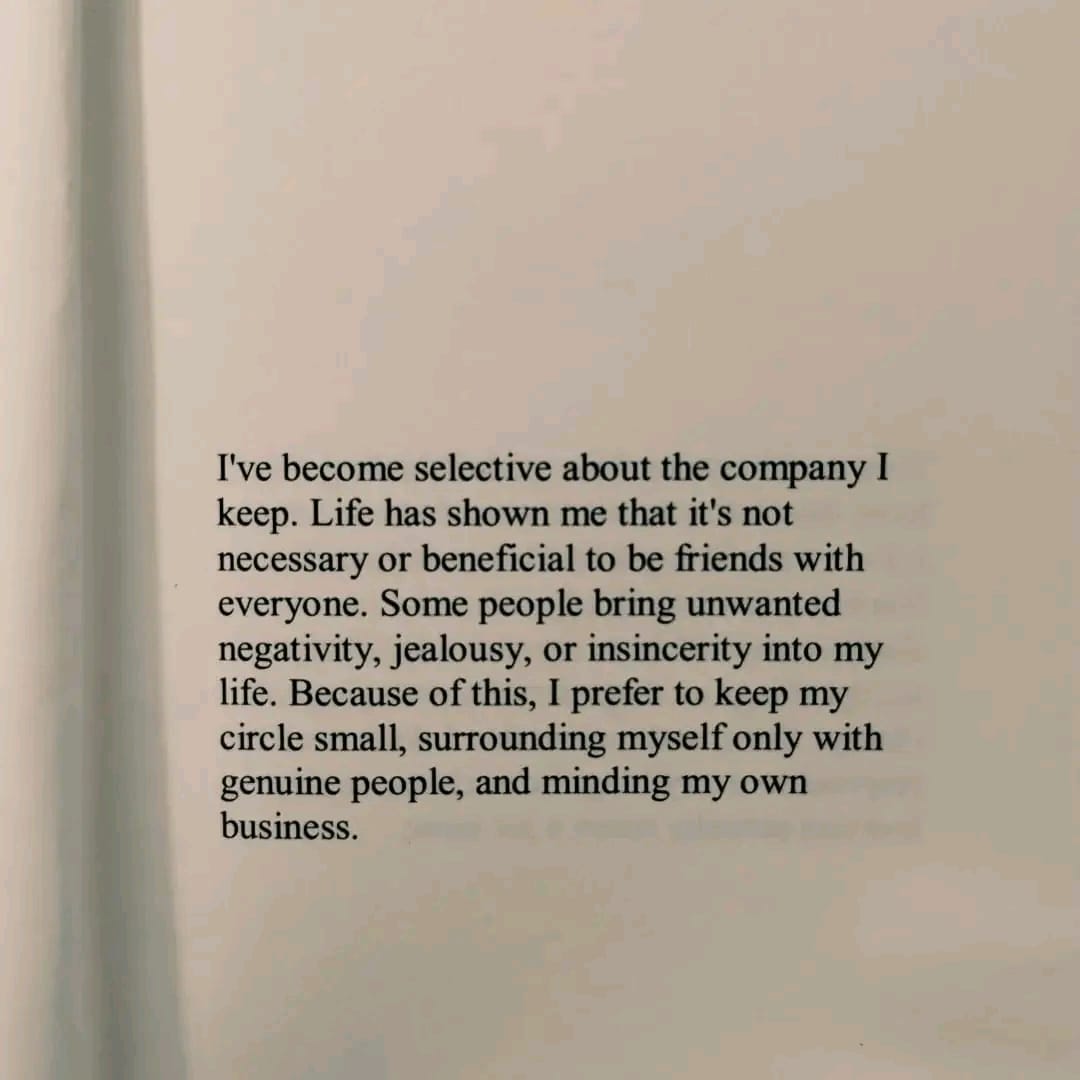 I've become selective about the company I
keep. Life has shown me that it's not
necessary or beneficial to be friends with
everyone. Some people bring unwanted
negativity, jealousy, or insincerity into my
life. Because of this, I prefer to keep my
circle small, surrounding myself only with
genuine people, and minding my own
business.